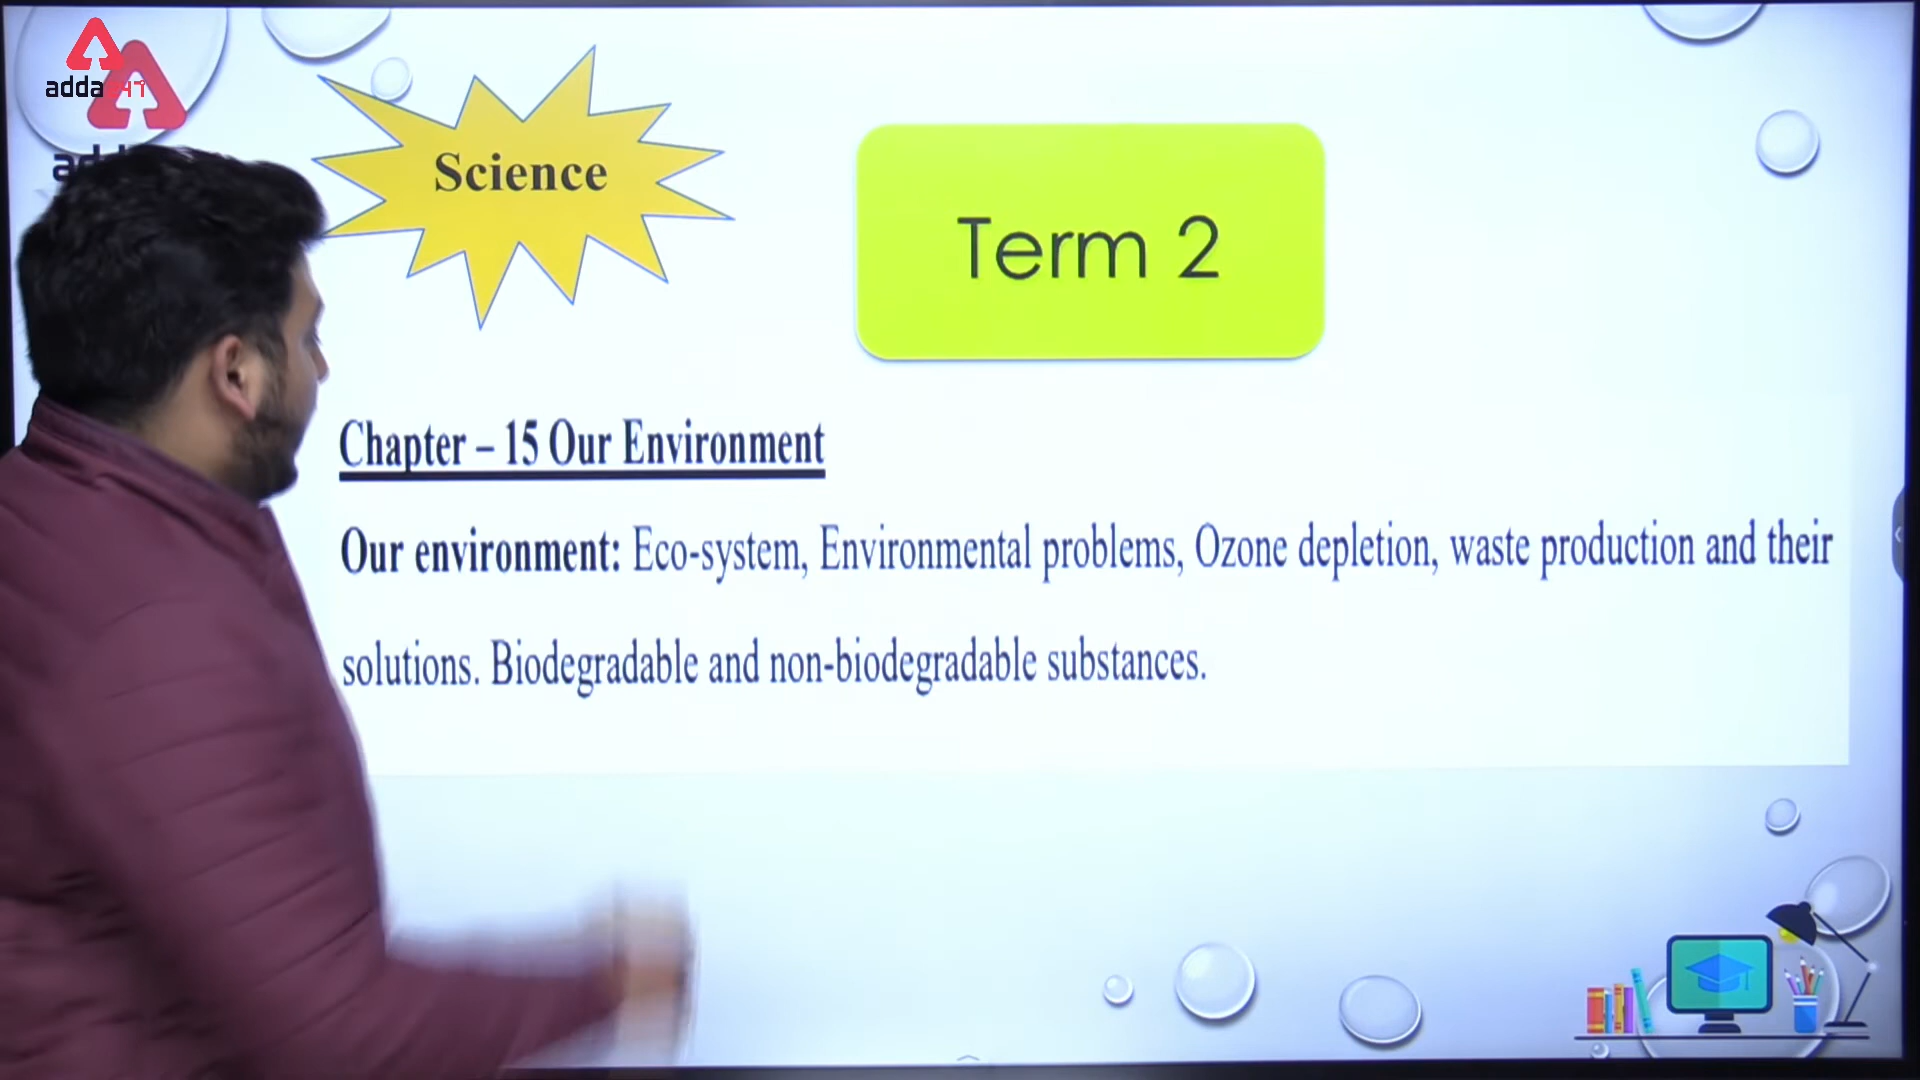 adda247
Science
Term 2
Chapter – 15 Our Environment
Our environment: Eco-system, Environmental problems, Ozone depletion, waste production and their
solutions. Biodegradable and non-biodegradable substances.